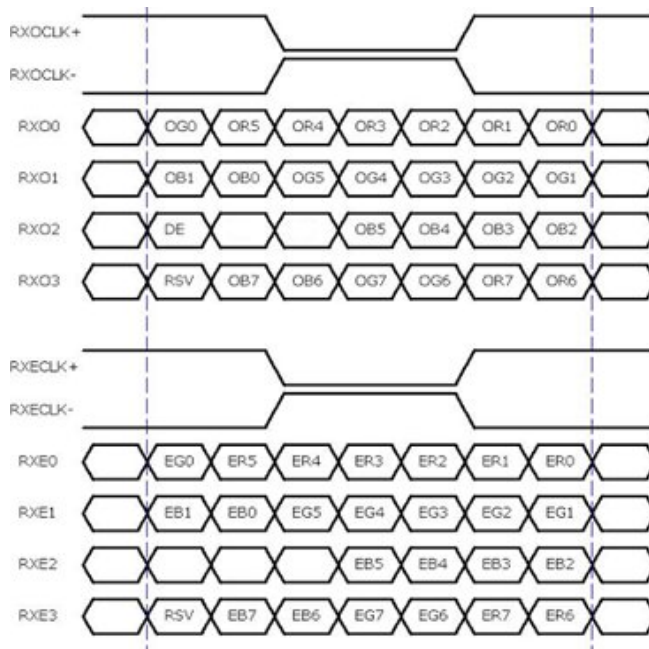 RXOCLK+
RXOCLK-
RXO0 OG0 OR5 OR4 OR3 OR2 OR1 OR0
RXO1 OB1 OB0 OG5 OG4 OG3 OG2 OG1
RXO2 DE OB5 OB4 OB3 OB2
RXO3 RSV OB7 OB6 OG7 OG6 OR7 OR6
RXECLK+
RXECLK-
RXE0 EG0 ER5 ER4 ER3 ER2 ER1 ER0
RXE1 EB1 EB0 EG5 EG4 EG3 EG2 EG1
RXE2 EB5 EB4 EB3 EB2
RXE3 RSV EB7 EB6 EG7 EG6 ER7 ER6